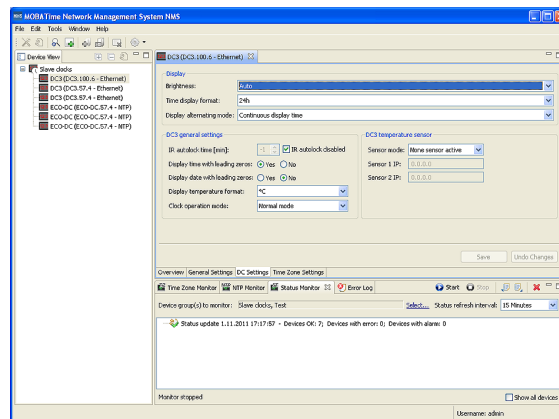 MOBATime Network Management System NMS
File Edit Tools Window Help
Device View
Slave clocks
DC3 (DC3.100.6 - Ethernet)
DC3 (DC3.57.4 - Ethernet)
DC3 (DC3.57.4 - Ethernet)
ECO-DC (ECO-DC.57.4 - NTP)
ECO-DC (ECO-DC.57.4 - NTP)
ECO-DC (ECO-DC.57.4 - NTP)
DC3 (DC3.100.6 - Ethernet)
Display
Brightness: Auto
Time display format: 24h
Display alternating mode: Continuous display time
DC3 general settings
IR autolock time [min]: -1 IR autolock disabled
Display time with leading zeros: Yes No
Display date with leading zeros: Yes No
Display temperature format: °C
Clock operation mode: Normal mode
DC3 temperature sensor
Sensor mode: None sensor active
Sensor 1 IP: 0.0.0.0
Sensor 2 IP: 0.0.0.0
Save Undo Changes
Overview General Settings DC Settings Time Zone Settings
Time Zone Monitor NTP Monitor Status Monitor Error Log Start Stop
Device group(s) to monitor: Slave clocks, Test Select... Status refresh interval: 15 Minutes
Status update 1.11.2011 17:17:57 - Devices OK: 7; Devices with error: 0; Devices with alarm: 0
Monitor stopped Show all devices
Username: admin